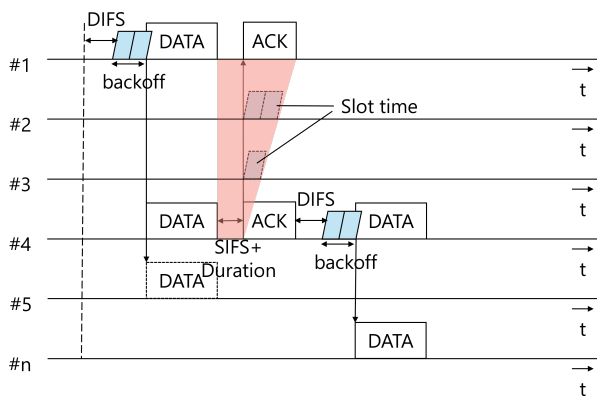 DIFS
DATA
ACK
#1
backoff
t
Slot time
#2
t
#3
t
DIFS
DATA
ACK
DATA
#4
SIFS+
Duration
backoff
t
DATA
#5
t
DATA
#n
t